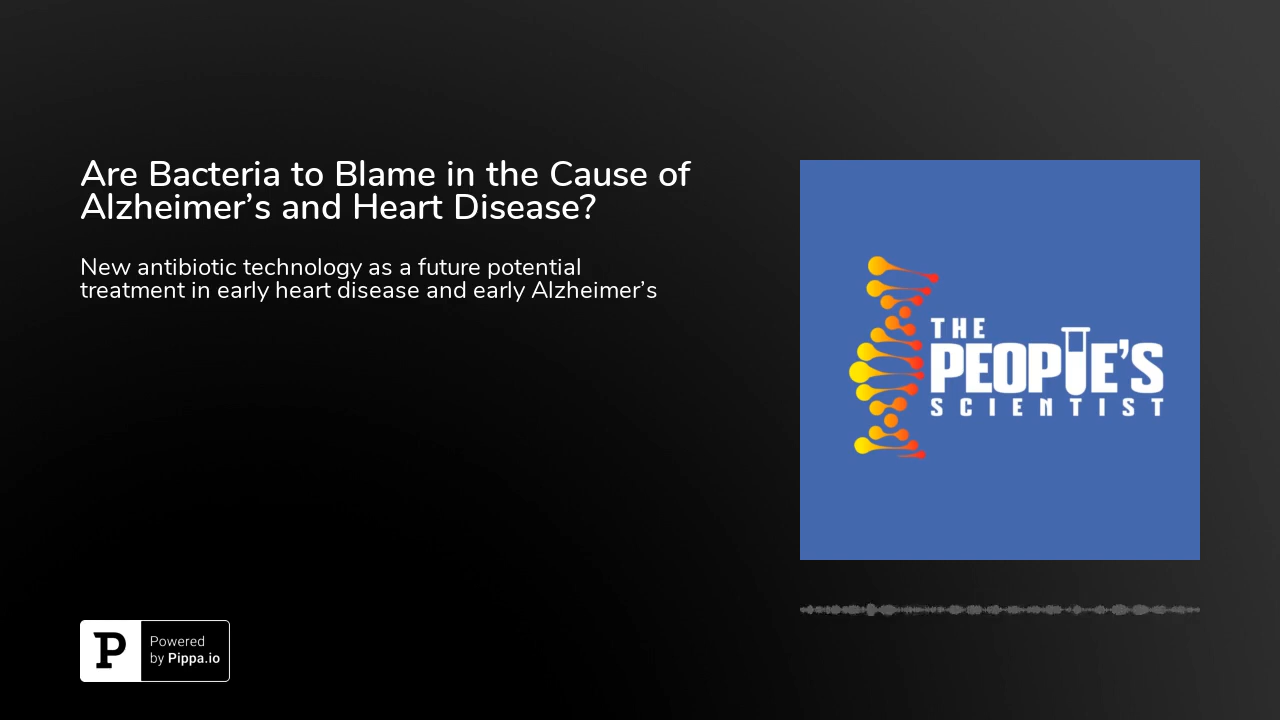 Are Bacteria to Blame in the Cause of
Alzheimer’s and Heart Disease?
New antibiotic technology as a future potential
treatment in early heart disease and early Alzheimer’s
THE
PEOPLE’S
SCIENTIST
P
Powered
by Pippa.io